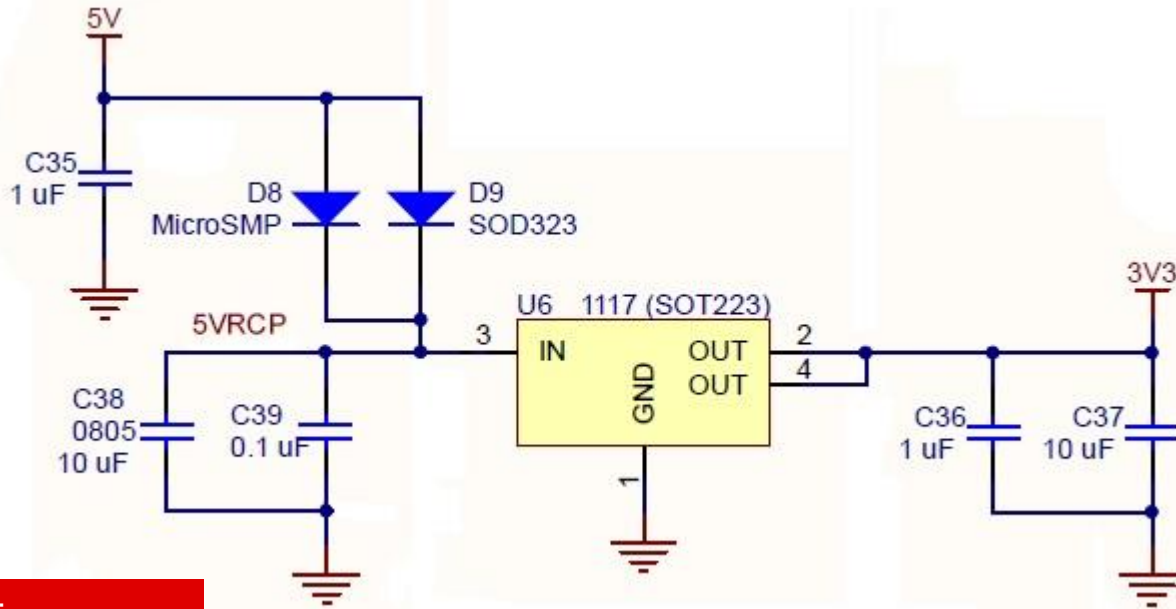 5V
C35
1 uF
D8
MicroSMP
D9
SOD323
5VRCP
C38
0805
10 uF
C39
0.1 uF
U6 1117 (SOT223)
3
IN
OUT
2
OUT
4
GND
1
3V3
C36
1 uF
C37
10 uF